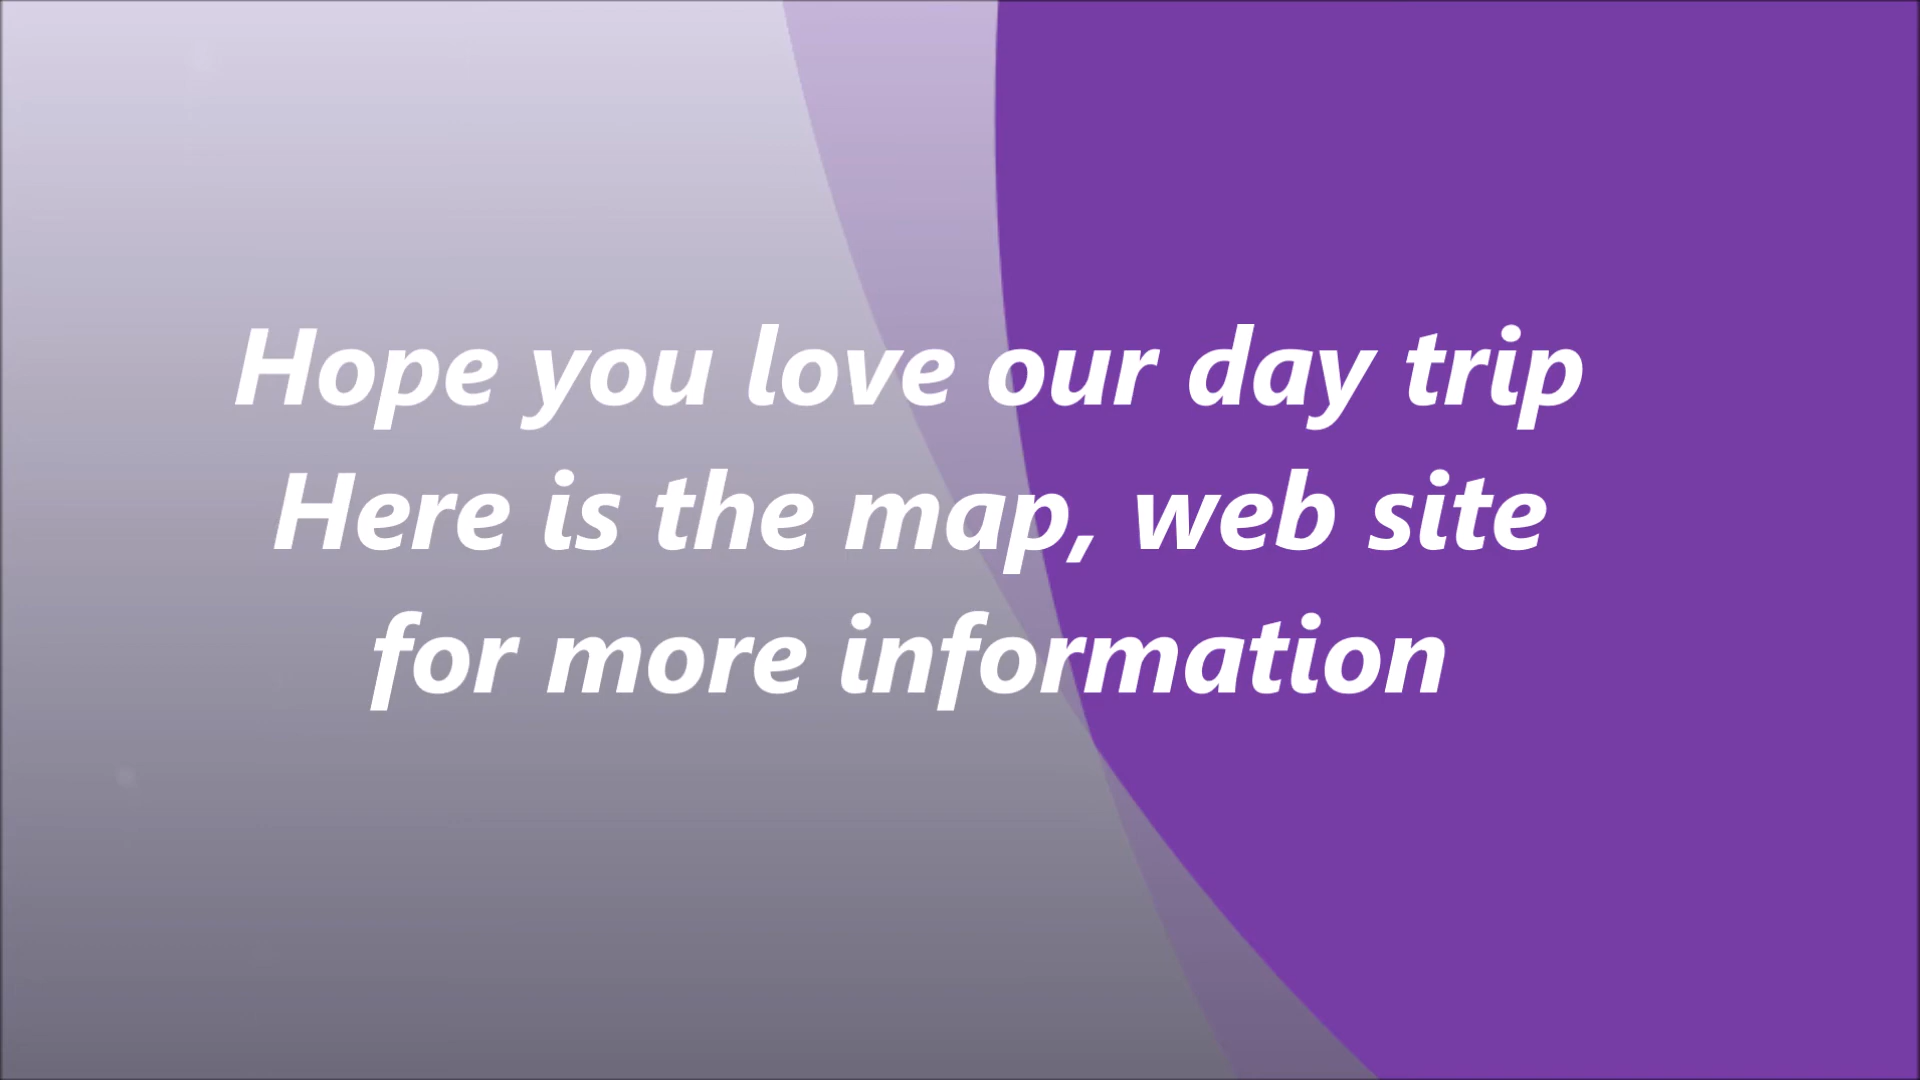 Hope you love our day trip
Here is the map, web site
for more information